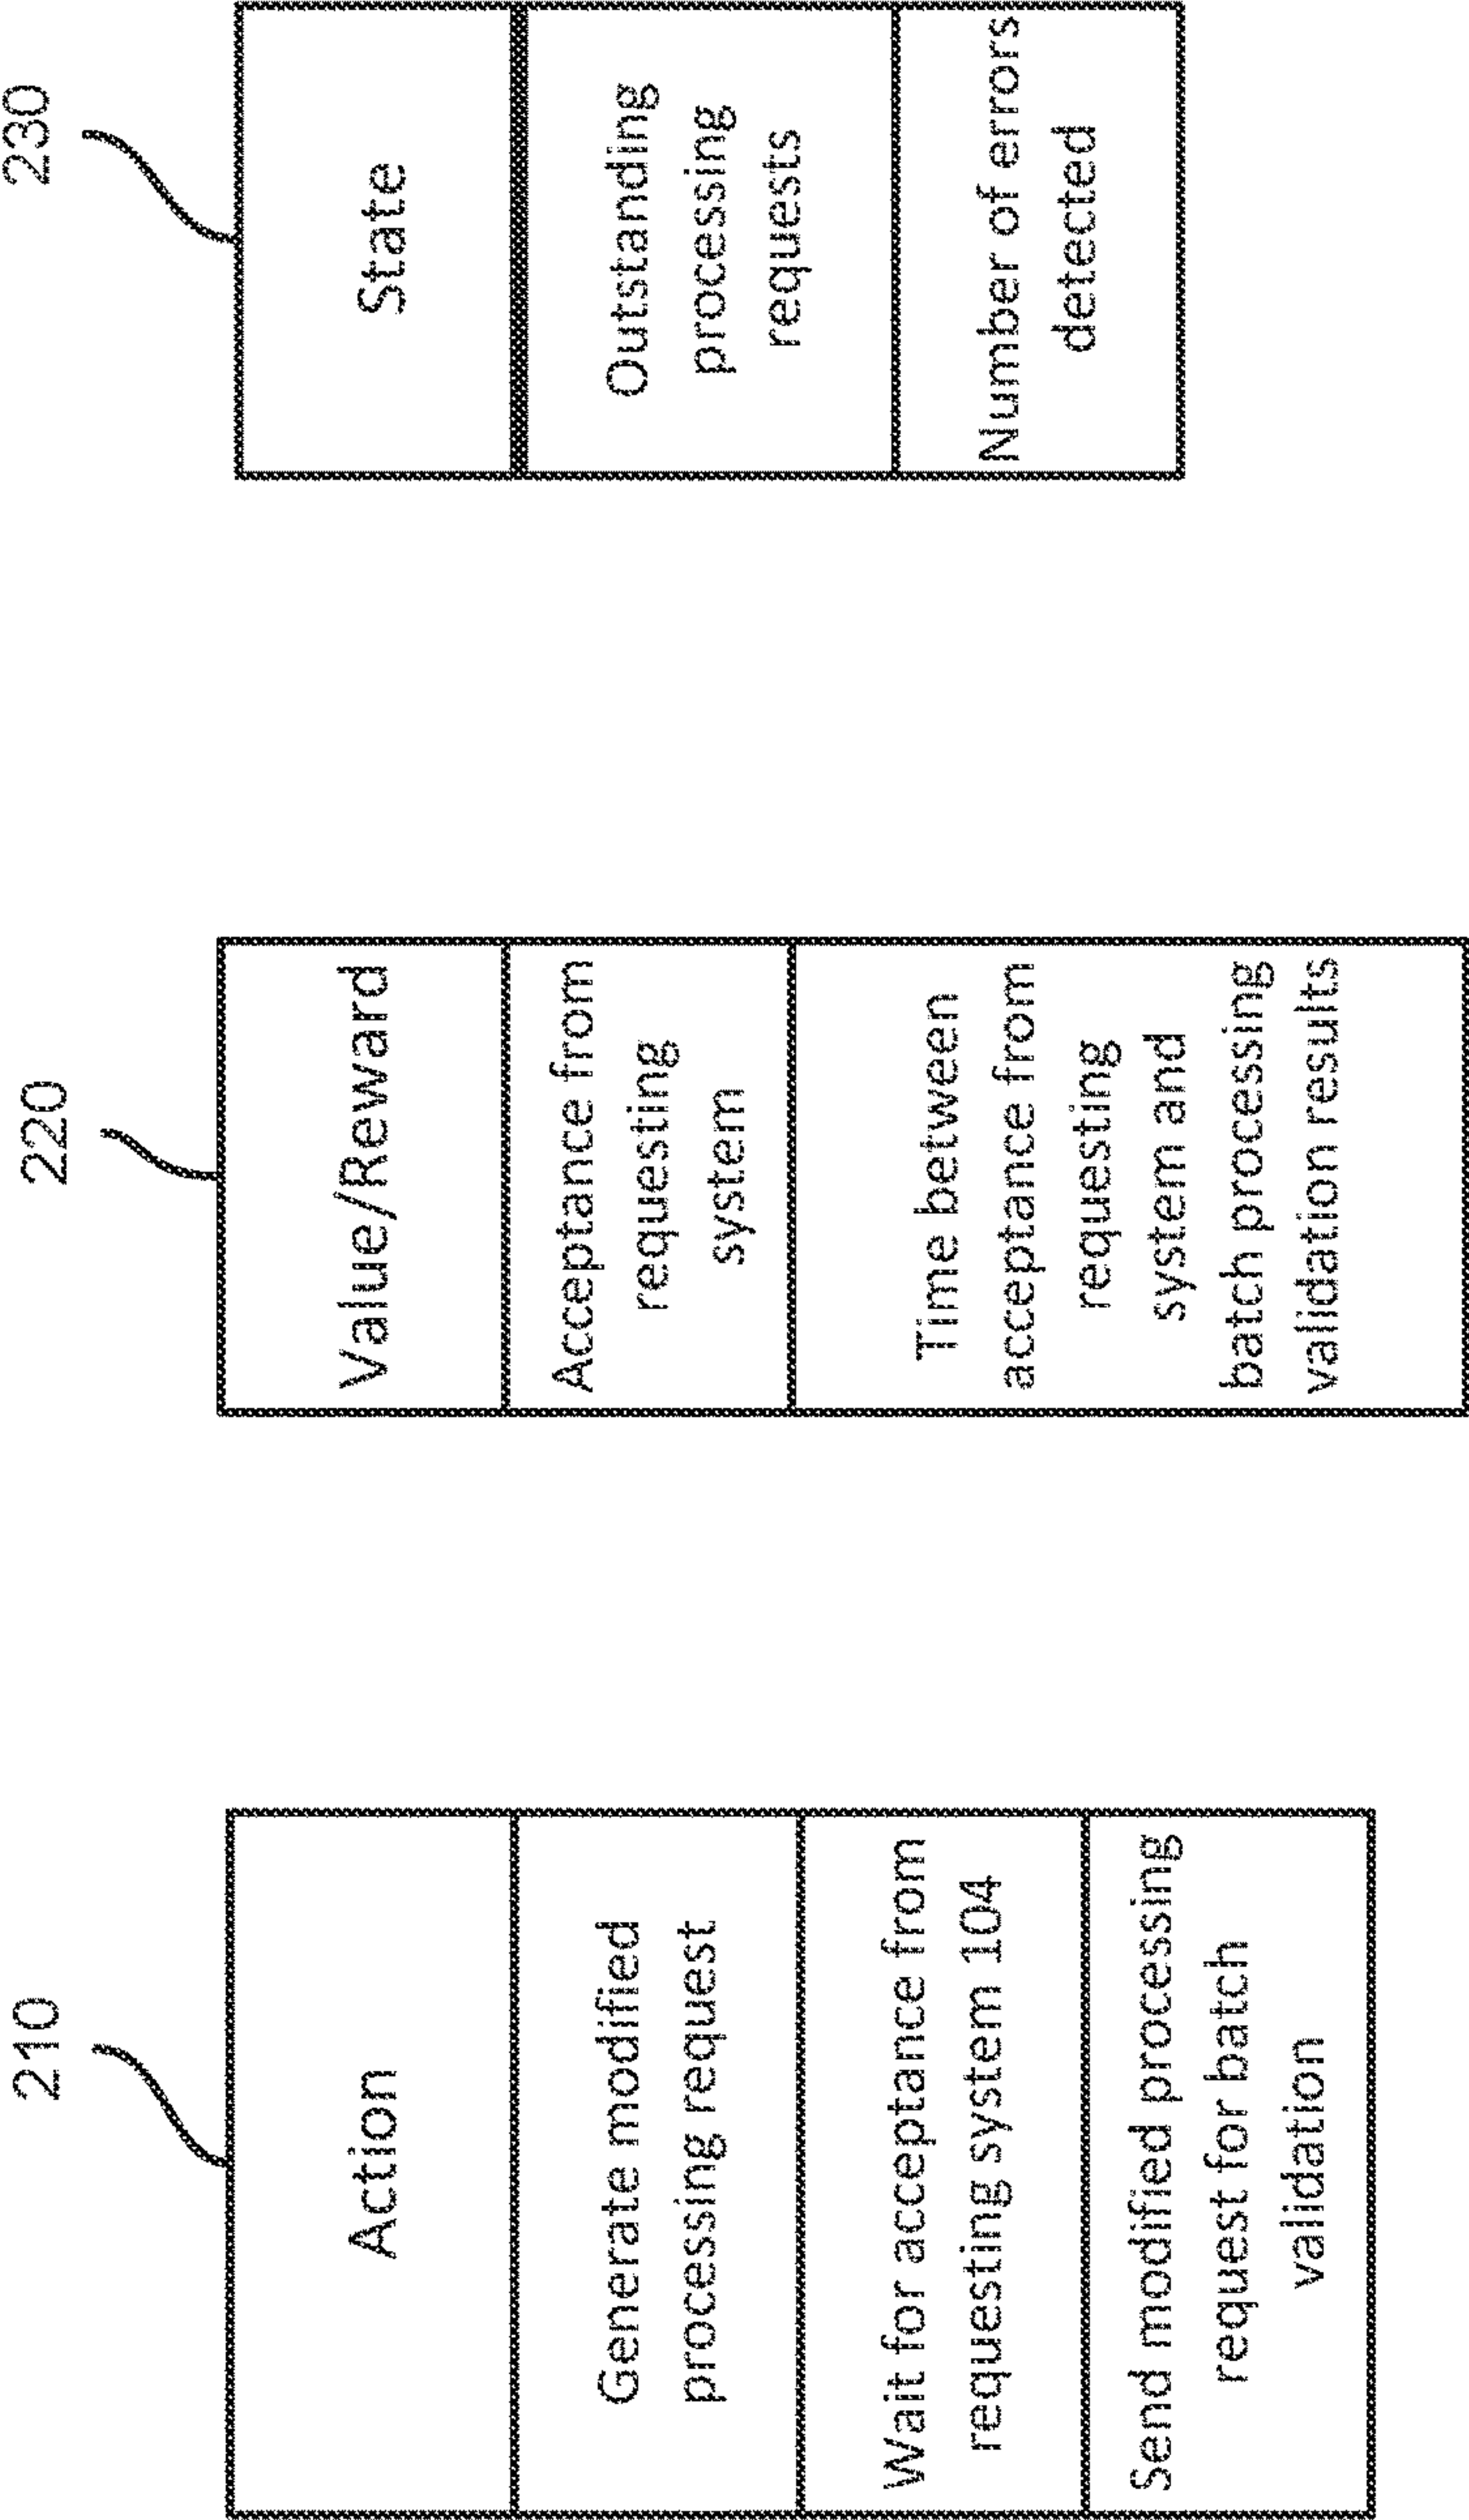 210
Action
Generate modified
processing request
Wait for acceptance from
requesting system 104
Send modified processing
request for batch
validation
220
Value/Reward
Acceptance from
requesting
system
Time between
acceptance from
requesting
system and
batch processing
validation results
230
State
Outstanding
processing
requests
Number of errors
detected